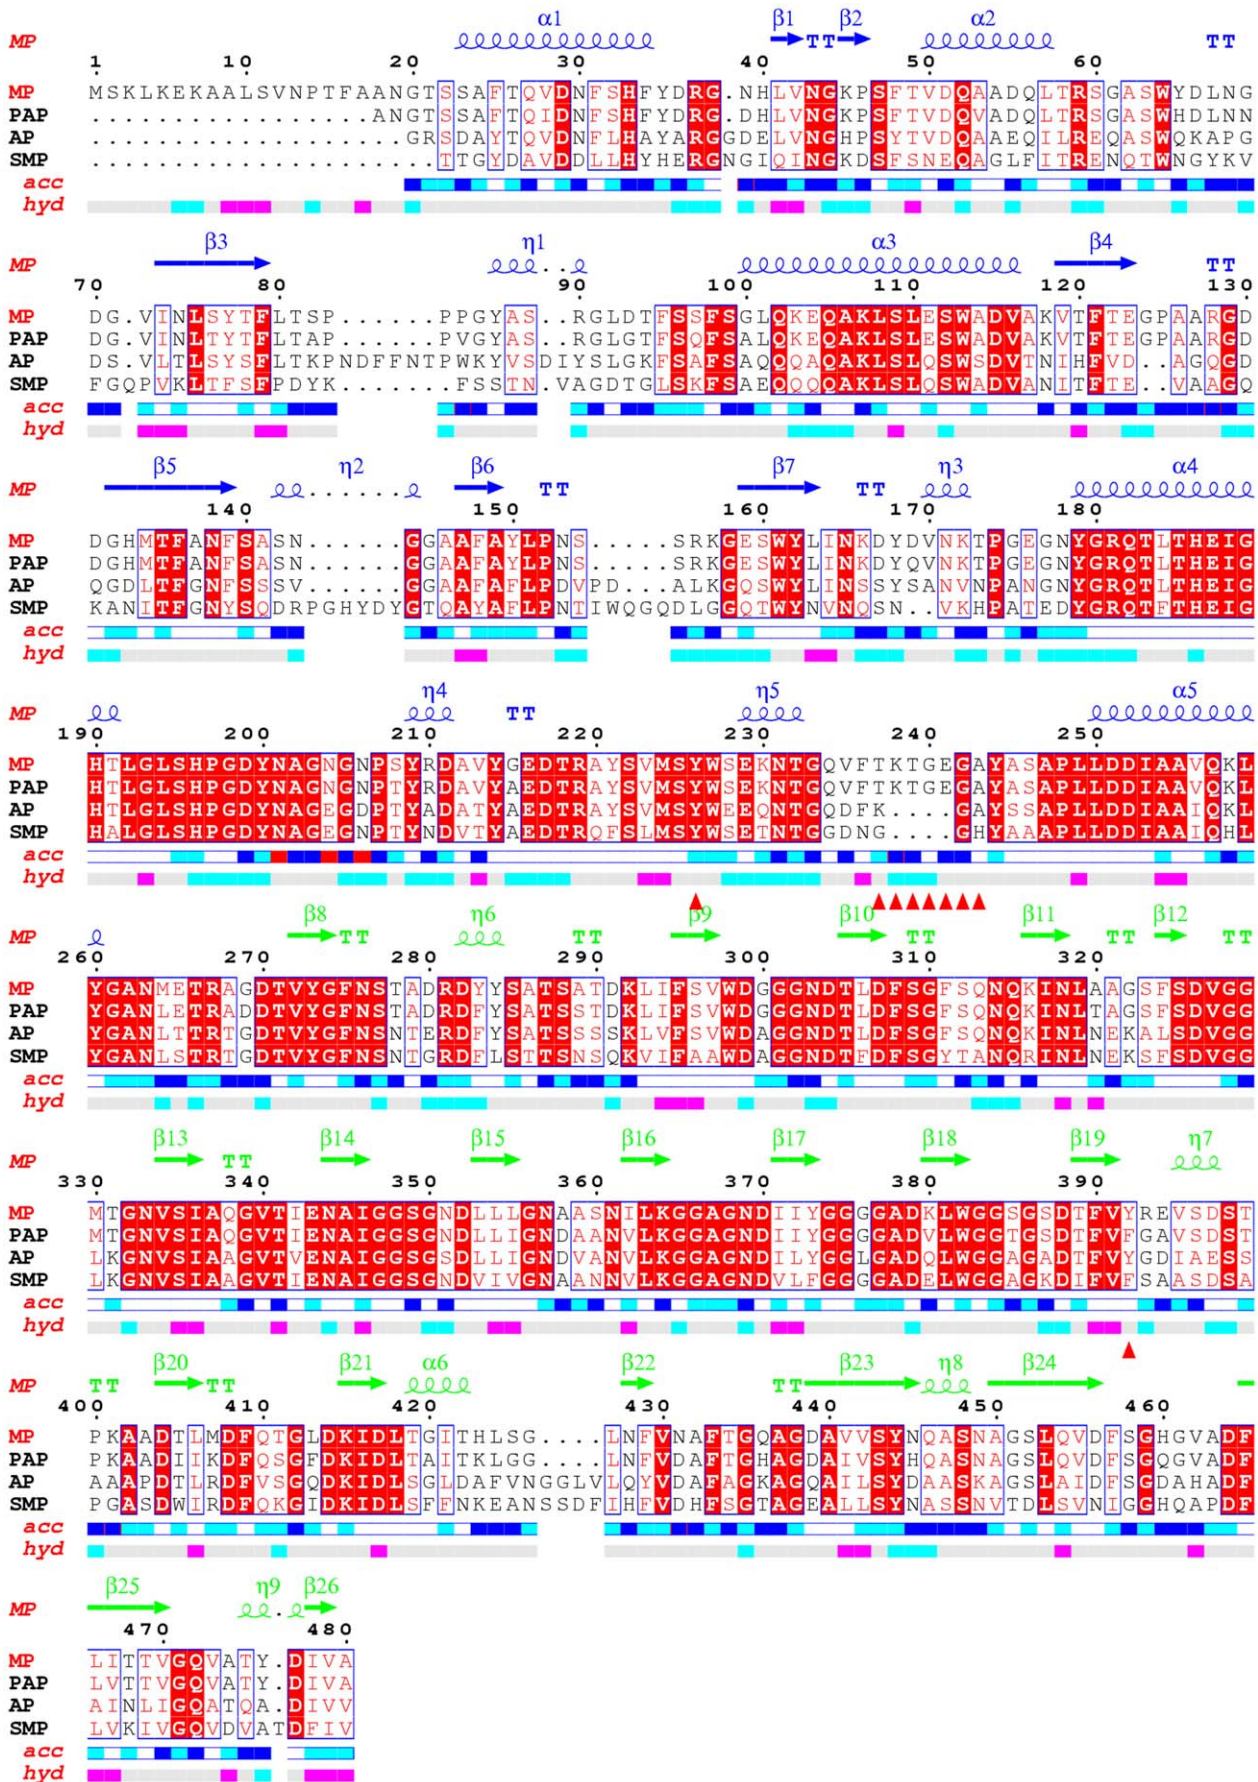 α1 β1 β2 α2
MP TT TT
1 10 20 30 40 50 60
MP MSKLKEKAALSVNPTFAANGTSSAFTQVDNFSHFYDRG.NHLVNGKPSFTVDQAADQLTRSGASWYDLNG
PAP .................ANGTSSAFTQIDNFSHFYDRG.DHLVNGKPSFTVDQVADQLTRSGASWHDLNN
AP ...................GRSDAYTQVDNFLHAYARGGDELVNGHPSYTVDQAAEQILREQASWQKAPG
SMP .....................TTGYDAVDDLLHYHERGNGIQINGKDSFSNEQAGLFITRENQTWNGYKV
acc
hyd
β3 η1 α3 β4
MP .. TT
70 80 90 100 110 120 130
MP DG.VINLSYTFLTSP......PPGYAS..RGLDTFSSFSGLQKEQAKLSLESWADVAKVTFTEGPAARGD
PAP DG.VINLTYTFLTAP......PVGYAS..RGLGTFSQFSALQKEQAKLSLESWADVAKVTFTEGPAARGD
AP DS.VLTLSYSFLTKPNDFFNTPWKYVSDIYSLGKFSAFSAQQQAQAKLSLQSWSDVTNIHFVD..AGQGD
SMP FGQPVKLTFSFPDYK.......FSSTN.VAGDTGLSKFSAEQQQQAKLSLQSWADVANITFTE..VAAGQ
acc
hyd
β5 η2 β6 β7 η3 α4
MP ...... TT TT
140 150 160 170 180
MP DGHMTFANFSASN......GGAAFAYLPNS.....SRKGESWYLINKDYDVNKTPGEGNYGRQTLTHEIG
PAP DGHMTFANFSASN......GGAAFAYLPNS.....SRKGESWYLINKDYQVNKTPGEGNYGRQTLTHEIG
AP QGDLTFGNFSSSV......GGAAFAFLPDVPD...ALKGQSWYLINSSYSANVNPANGNYGRQTLTHEIG
SMP KANITFGNYSQDRPGHYDYGTQAYAFLPNTIWQGQDLGGQTWYNVNQSN..VKHPATEDYGRQTFTHEIG
acc
hyd
η4 η5 α5
MP TT
190 200 210 220 230 240 250
MP HTLGLSHPGDYNAGNGNPSYRDAVYGEDTRAYSVMSYWSEKNTGQVFTKTGEGAYASAPLLDDIAAVQKL
PAP HTLGLSHPGDYNAGNGNPTYRDAVYAEDTRAYSVMSYWSEKNTGQVFTKTGEGAYASAPLLDDIAAIQKL
AP HTLGLSHPGDYNAGEGDPTYADATYAEDTRAYSVMSYWEEQNTGQDFK....GAYSSAPLLDDIAAIQKL
SMP HALGLSHPGDYNAGEGNPTYNDVTYAEDTRQFSLMSYWSETNTGGDNG....GHYAAAPLLDDIAAIQHL
acc
hyd
β8 η6 β9 β10 β11 β12
MP TT TT TT TT TT
260 270 280 290 300 310 320
MP YGANMETRAGDTVYGFNSTADRDYYSATSATDKLIFSVWDGGGNDTLDFSGFSQNQKINLAAGSFSDVGG
PAP YGANLETRADDTVYGFNSTADRDFYSATSSTDKLIFSVWDGGGNDTLDFSGFSQNQKINLTAGSFSDVGG
AP YGANLTTRTGDTVYGFNSNTERDFYSATSSSSKLVFSVWDAGGNDTLDFSGFSQNQKINLNEKALSDVGG
SMP YGANLSTRTGDTVYGFNSNTGRDFLSTTSNSQKVIFAAWDAGGNDTFDFSGYTANQRINLNEKSFSDVGG
acc
hyd
β13 β14 β15 β16 β17 β18 β19 η7
MP TT
330 340 350 360 370 380 390
MP MTGNVSIAQGVTIENAIGGSGNDLLLGNAASNILKGGAGNDIIYGGGGADKLWGGSGSDTFVYREVSDST
PAP MTGNVSIAQGVTIENAIGGSGNDLLIGNDVANVLKGGAGNDIIYGGGGADVLWGGTGSDTFVFGAVSDST
AP LKGNVSIAAGVTVENAIGGSGNDLLIGNDAANVLKGGAGNDILYGGLGADQLWGGAGADTFVYGDIAESS
SMP LKGNVSIAAGVTIENAIGGSGNDVIVGNAANNVLKGGAGNDVLFGGGGADELWGGAGKDIFVFSAASDSA
acc
hyd
β20 β21 α6 β22 β23 η8 β24
MP TT TT TT
400 410 420 430 440 450 460
MP PKAADTLMDFQTGLDKIDLTGITHLSG....LNFVNAFTGQAGDAVVSYNQASNAGSLQVDFSGHGVADF
PAP PKAADIIKDFQSGFDKIDLTAITKLGG....LNFVDAFTGHAGDAIVSYHQASNAGSLQVDFSGQGVADF
AP AAAPDTLRDFVSGQDKIDLSGLDAFVNGGLVLQYVDAFAGKAGQAILSYDAASKAGSLAIDFSGDAHADF
SMP PGASDWIRDFQKGIDKIDLSFFNKEANSSDFIHFVDHFSGTAGEALLSYNASSNVTDLSVNIGGHQAPDF
acc
hyd
β25 η9 β26
MP .
470 480
MP LITTVGQVATY.DIVA
PAP LVTTVGQVATY.DIVA
AP AINLIGQATQA.DIVV
SMP LVKIVGQVDVATDFIV
acc
hyd